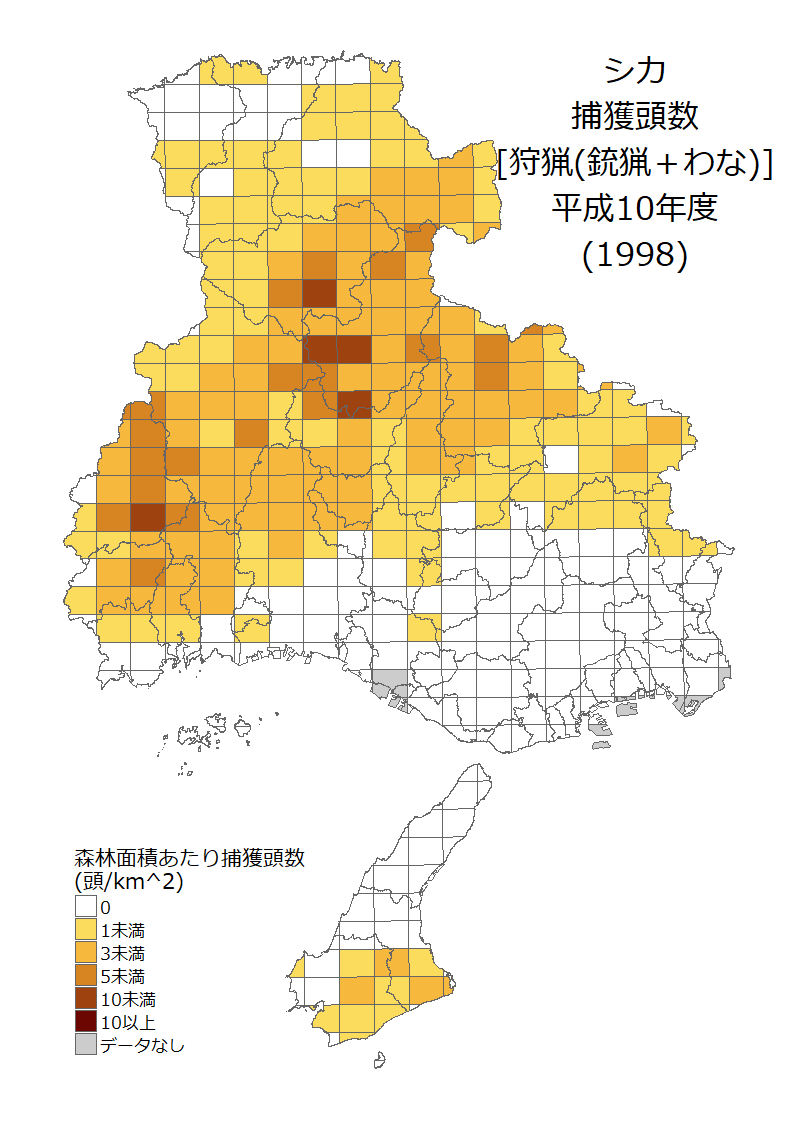 シカ
捕獲頭数
[狩猟(銃猟＋わな)]
平成10年度
(1998)
森林面積あたり捕獲頭数
(頭/km^2)
0
1未満
3未満
5未満
10未満
10以上
データなし